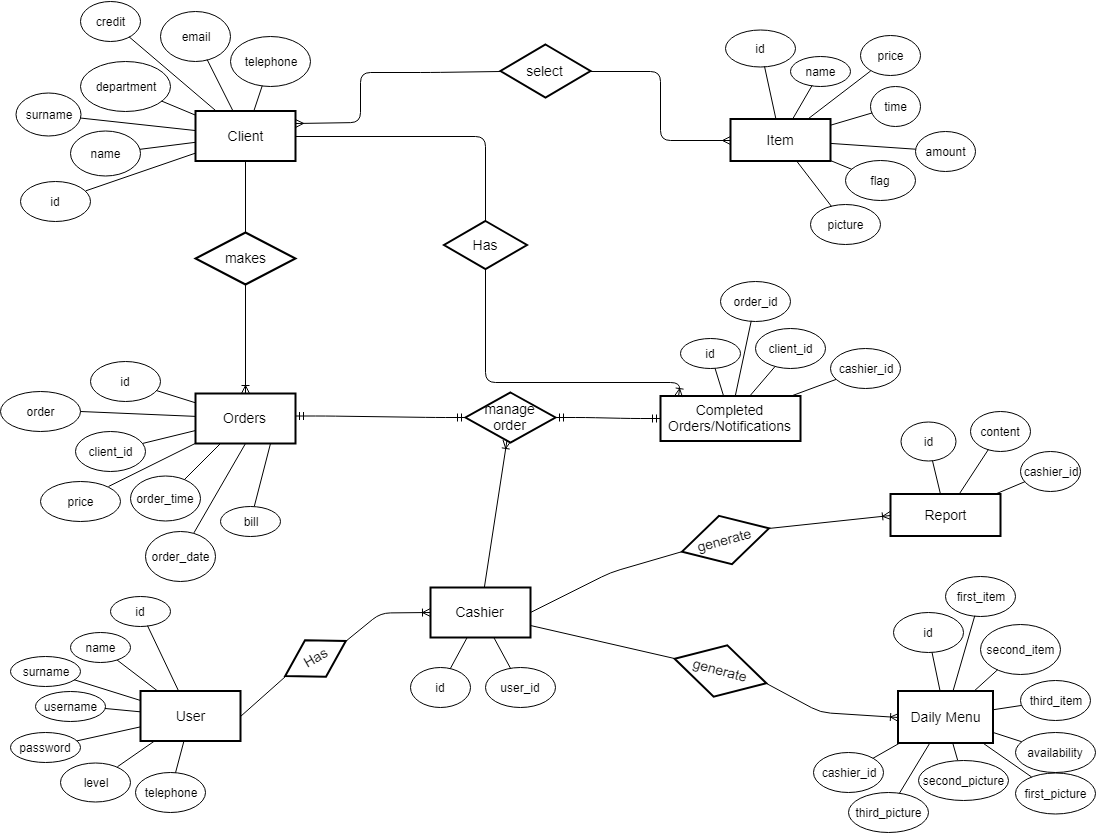 credit
email
telephone
department
surname
name
id
Client
select
id
name
price
time
amount
flag
picture
Item
makes
Has
order_id
id
client_id
cashier_id
Completed
Orders/Notifications
id
order
client_id
price
order_time
order_date
bill
Orders
manage
order
id
content
cashier_id
Report
generate
Cashier
id
user_id
Has
id
name
surname
username
password
level
telephone
User
generate
first_item
id
second_item
third_item
availability
first_picture
second_picture
third_picture
cashier_id
Daily Menu